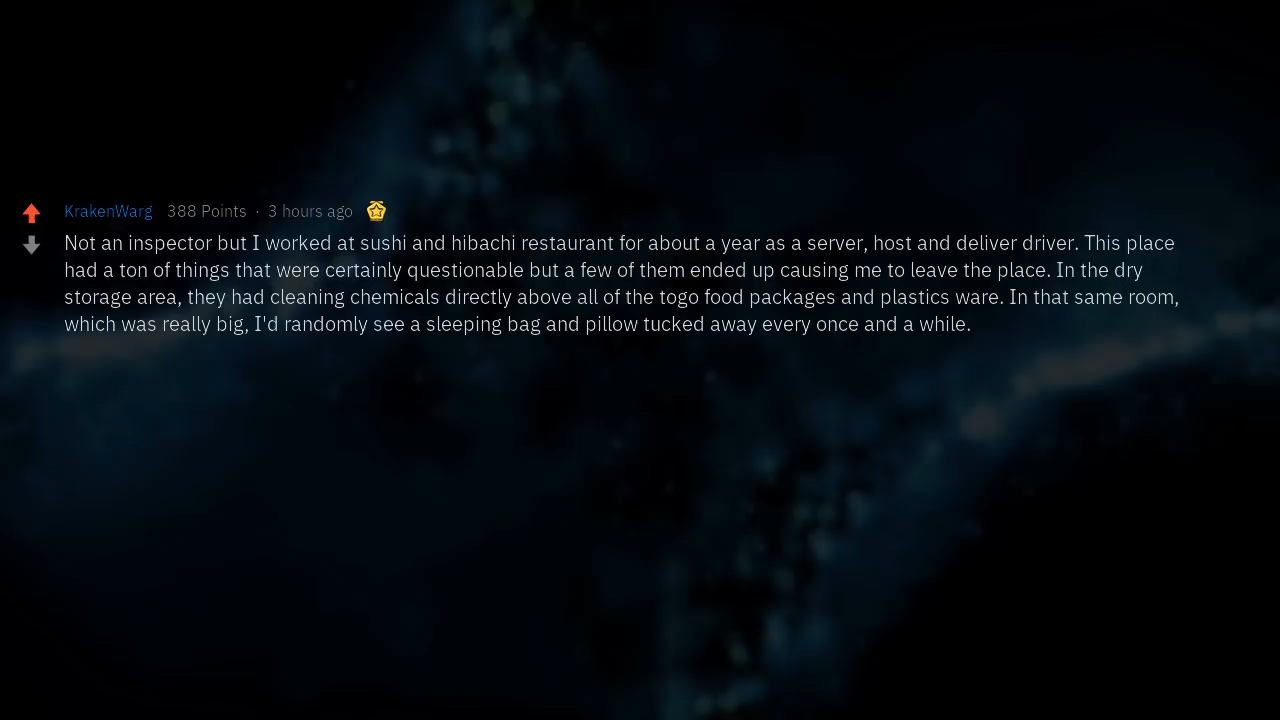 KrakenWarg 388 Points · 3 hours ago
Not an inspector but I worked at sushi and hibachi restaurant for about a year as a server, host and deliver driver. This place
had a ton of things that were certainly questionable but a few of them ended up causing me to leave the place. In the dry
storage area, they had cleaning chemicals directly above all of the togo food packages and plastics ware. In that same room,
which was really big, I'd randomly see a sleeping bag and pillow tucked away every once and a while.